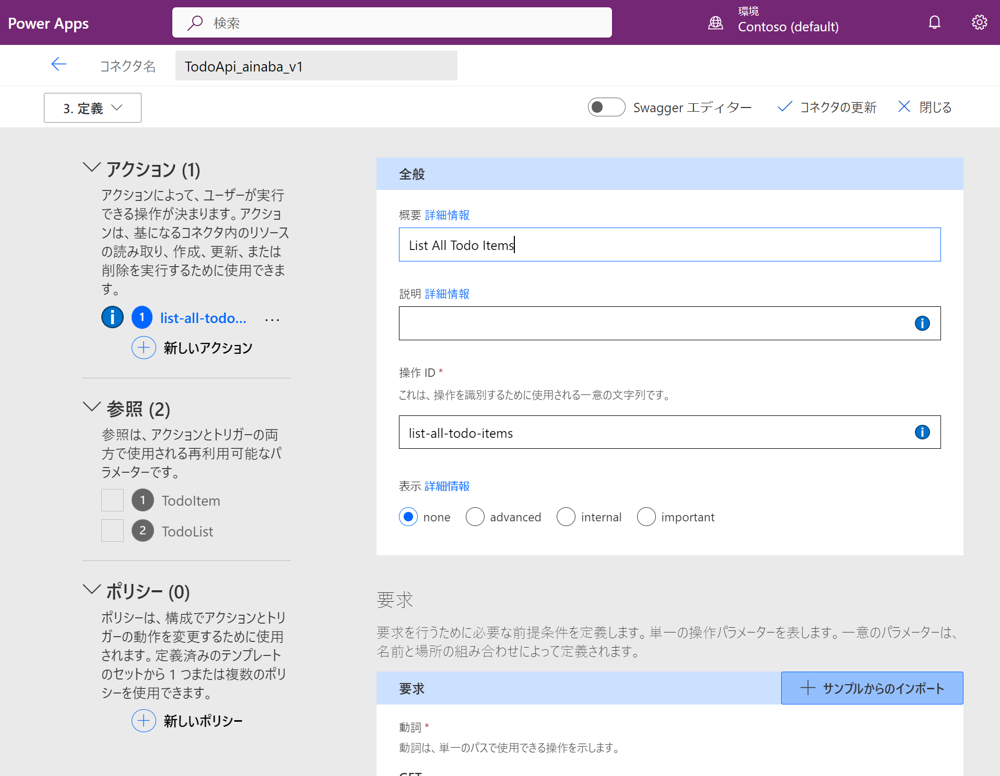 Power Apps
検索
環境
Contoso (default)
コネクタ名
TodoApi_ainaba_v1
3. 定義
Swagger エディター
コネクタの更新
閉じる
アクション (1)
アクションによって、ユーザーが実行
できる操作が決まります。アクショ
ンは、基になるコネクタ内のリソース
の読み取り、作成、更新、または
削除を実行するために使用できま
す。
1
list-all-todo...
...
新しいアクション
参照 (2)
参照は、アクションとトリガーの両
方で使用される再利用可能なパ
ラメーターです。
1 TodoItem
2 TodoList
ポリシー (0)
ポリシーは、構成でアクションとトリ
ガーの動作を変更するために使用
されます。定義済みのテンプレート
のセットから 1 つまたは複数のポリ
シーを使用できます。
新しいポリシー
全般
概要 詳細情報
List All Todo Items
説明 詳細情報
操作 ID *
これは、操作を識別するために使用される一意の文字列です。
list-all-todo-items
表示 詳細情報
none advanced internal important
要求
要求を行うために必要な前提条件を定義します。単一の操作パラメーターを表します。一意のパラメーターは、
名前と場所の組み合わせによって定義されます。
要求
サンプルからのインポート
動詞 *
動詞は、単一のパスで使用できる操作を示します。
GET